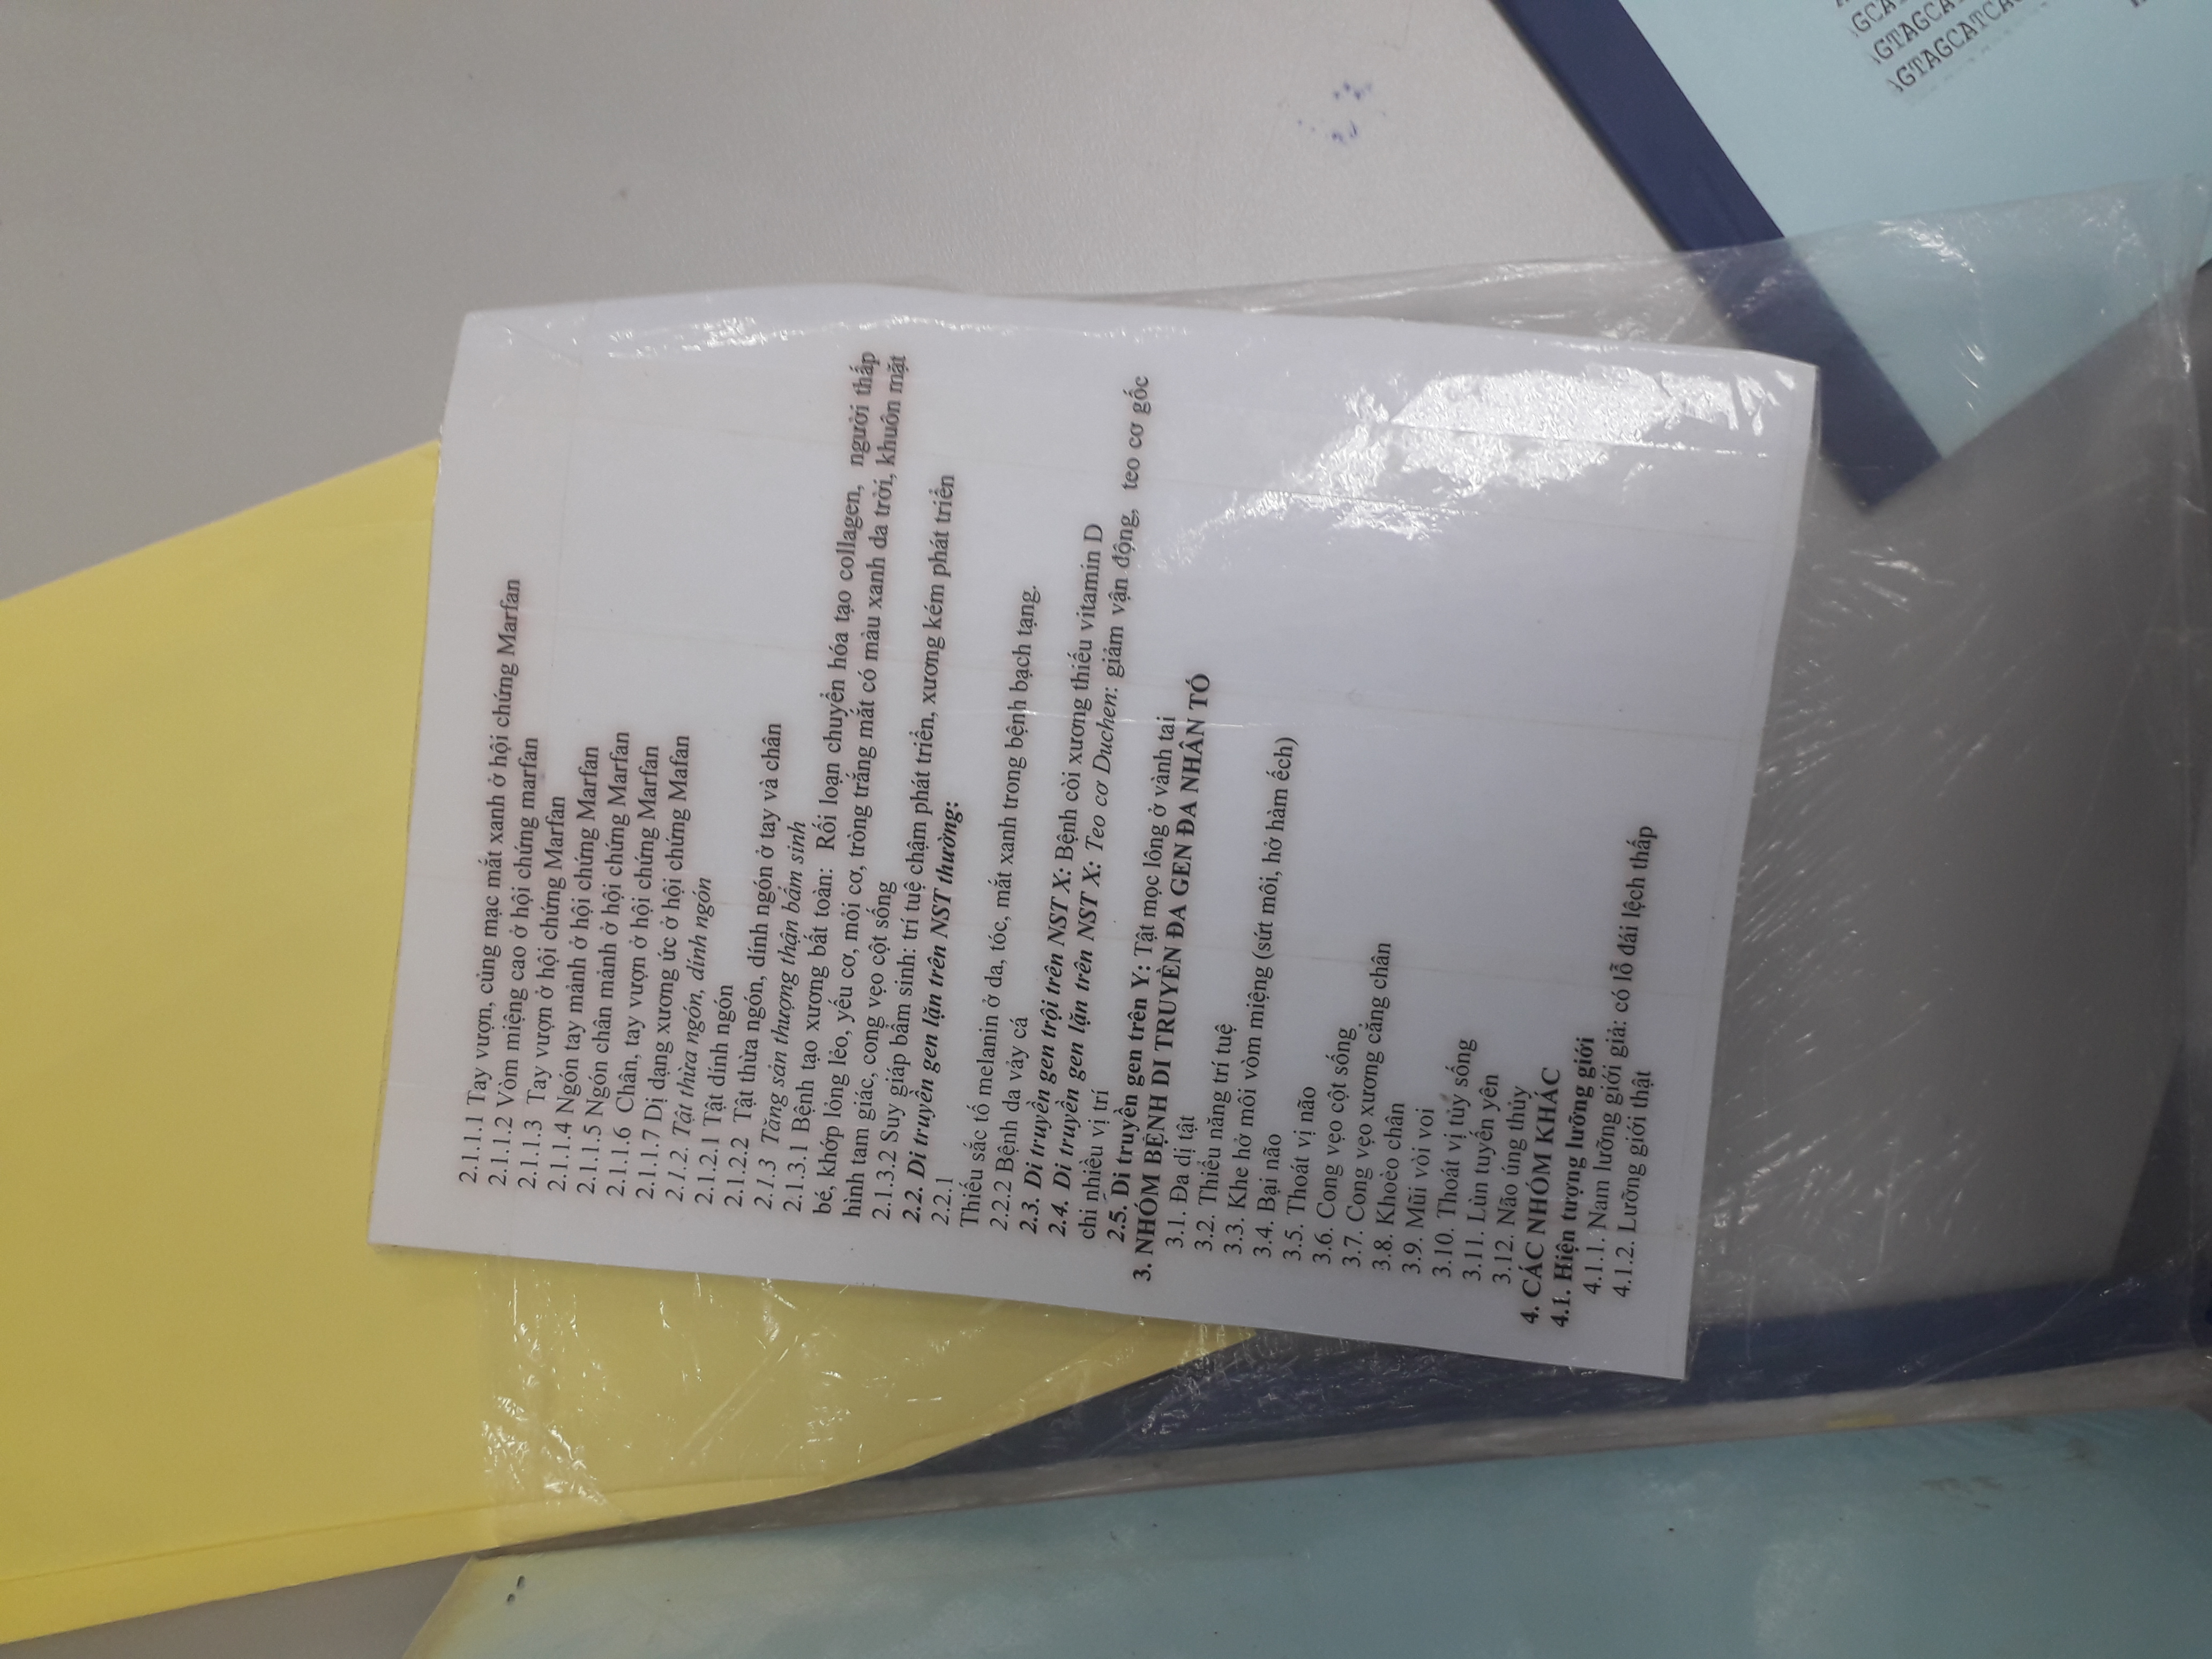 2.1.1.1 Tay vượn, củng mạc mắt xanh ở hội chứng Marfan
2.1.1.2 Vòm miệng cao ở hội chứng marfan
2.1.1.3 Tay vượn ở hội chứng Marfan
2.1.1.4 Ngón tay mảnh ở hội chứng Marfan
2.1.1.5 Ngón chân mảnh ở hội chứng Marfan
2.1.1.6 Chân, tay vượn ở hội chứng Marfan
2.1.1.7 Dị dạng xương ức ở hội chứng Mafan
2.1.2. Tật thừa ngón, dính ngón
2.1.2.1 Tật dính ngón
2.1.2.2 Tật thừa ngón, dính ngón ở tay và chân
2.1.3 Tăng sản thượng thận bẩm sinh
2.1.3.1 Bệnh tạo xương bất toàn: Rối loạn chuyển hóa tạo collagen, người thấp
bé, khớp lỏng lẻo, yếu cơ, mỏi cơ, tròng trắng mắt có màu xanh da trời, khuôn mặt
hình tam giác, cong vẹo cột sống
2.1.3.2 Suy giáp bẩm sinh: trí tuệ chậm phát triển, xương kém phát triển
2.2. Di truyền gen lặn trên NST thường:
2.2.1
Thiếu sắc tố melanin ở da, tóc, mắt xanh trong bệnh bạch tạng.
2.2.2 Bệnh da vảy cá
2.3. Di truyền gen trội trên NST X: Bệnh còi xương thiếu vitamin D
2.4. Di truyền gen lặn trên NST X: Teo cơ Duchen: giảm vận động, teo cơ gốc
chi nhiều vị trí
2.5. Di truyền gen trên Y: Tật mọc lông ở vành tai
3. NHÓM BỆNH DI TRUYỀN ĐA GEN ĐA NHÂN TỐ
3.1. Đa dị tật
3.2. Thiểu năng trí tuệ
3.3. Khe hở môi vòm miệng (sứt môi, hở hàm ếch)
3.4. Bại não
3.5. Thoát vị não
3.6. Cong vẹo cột sống
3.7. Cong vẹo xương cẳng chân
3.8. Khoèo chân
3.9. Mũi vòi voi
3.10. Thoát vị tủy sống
3.11. Lùn tuyến yên
3.12. Não úng thủy
4. CÁC NHÓM KHÁC
4.1. Hiện tượng lưỡng giới
4.1.1. Nam lưỡng giới giả: có lỗ đái lệch thấp
4.1.2. Lưỡng giới thật